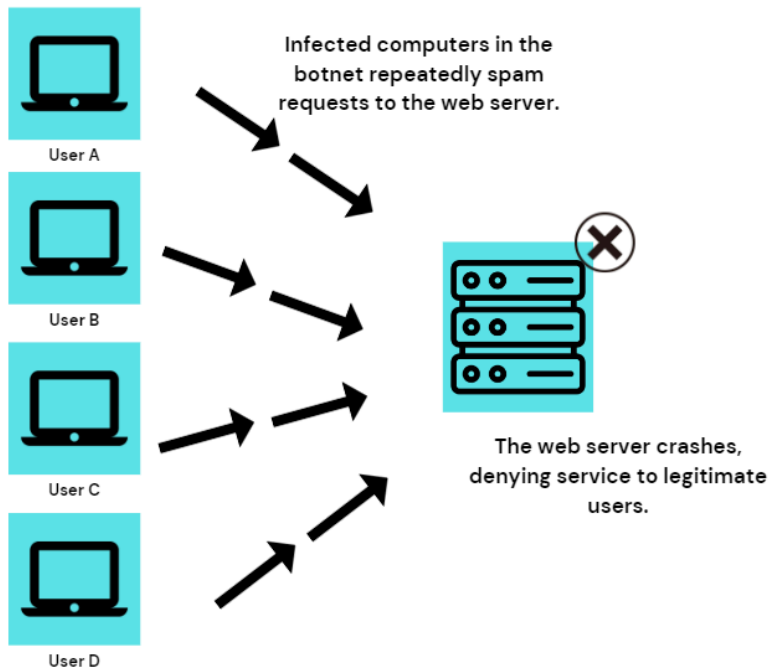 Infected computers in the
botnet repeatedly spam
requests to the web server.
User A
User B
User C
User D
The web server crashes,
denying service to legitimate
users.